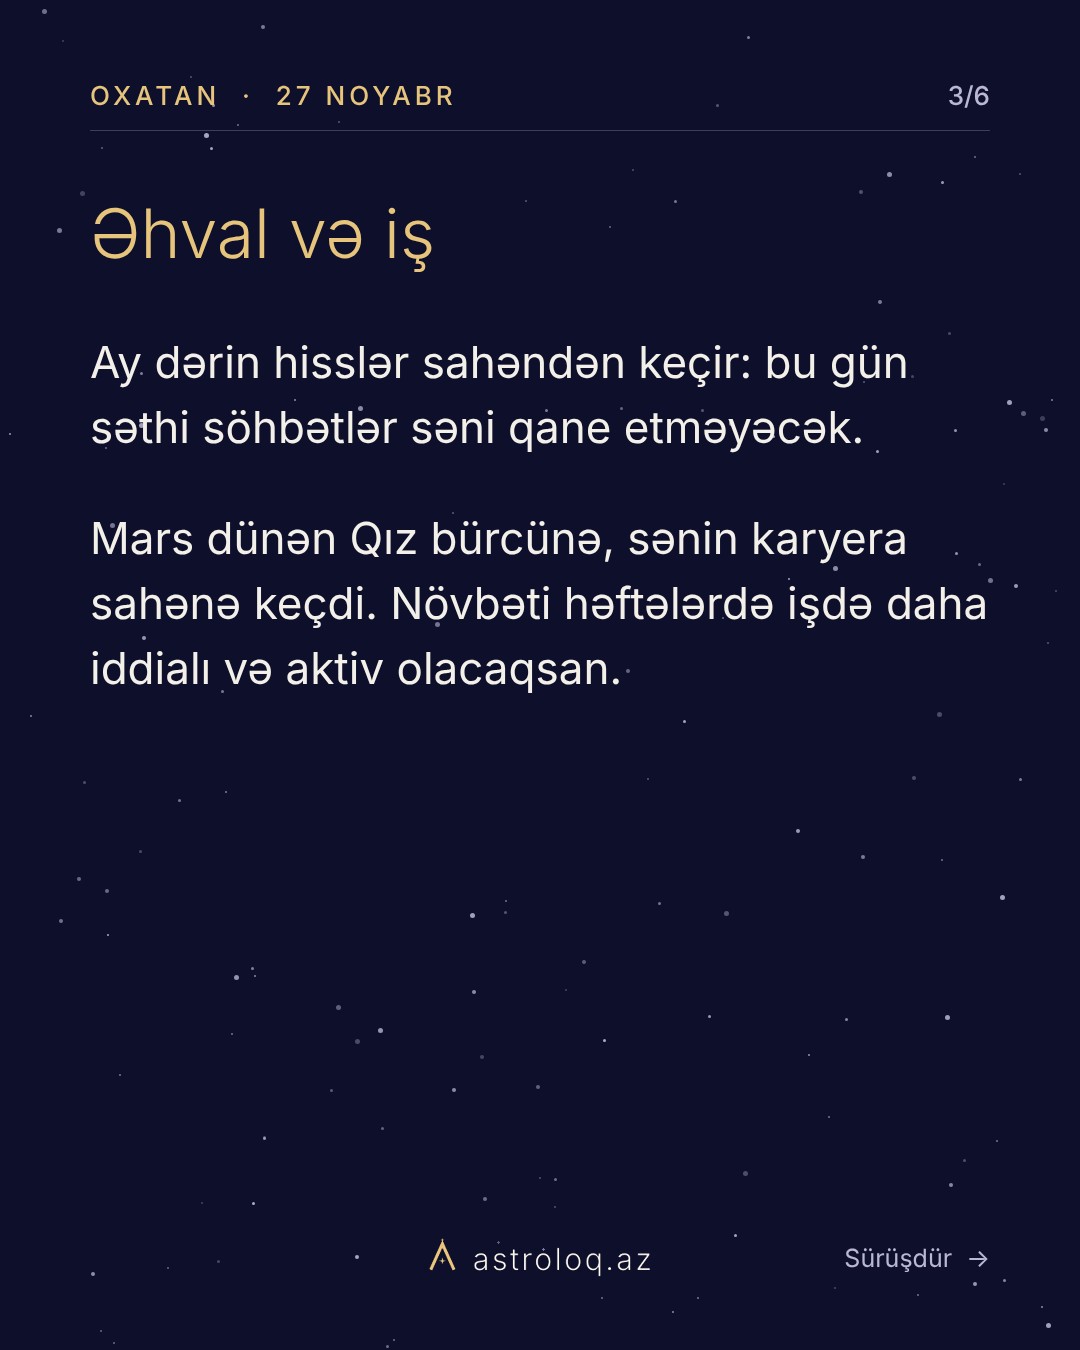 OXATAN · 27 NOYABR 3/6
Əhval və iş
Ay dərin hisslər sahəndən keçir: bu gün
səthi söhbətlər səni qane etməyəcək.
Mars dünən Qız bürcünə, sənin karyera
sahənə keçdi. Növbəti həftələrdə işdə daha
iddialı və aktiv olacaqsan.
astroloq.az Sürüşdür →